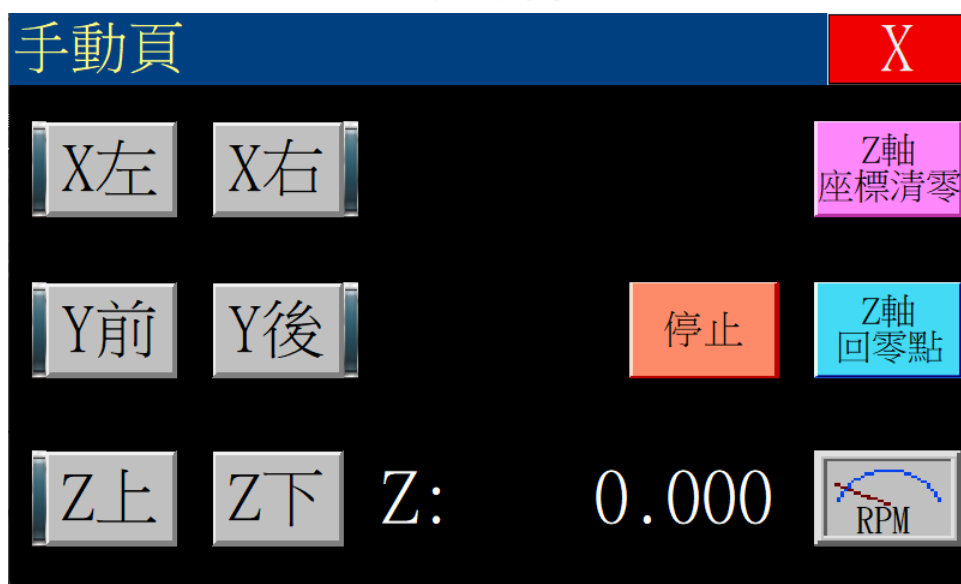 手動頁
X
X左
X右
Z軸
座標清零
Y前
Y後
停止
Z軸
回零點
Z上
Z下
Z:
0.000
RPM